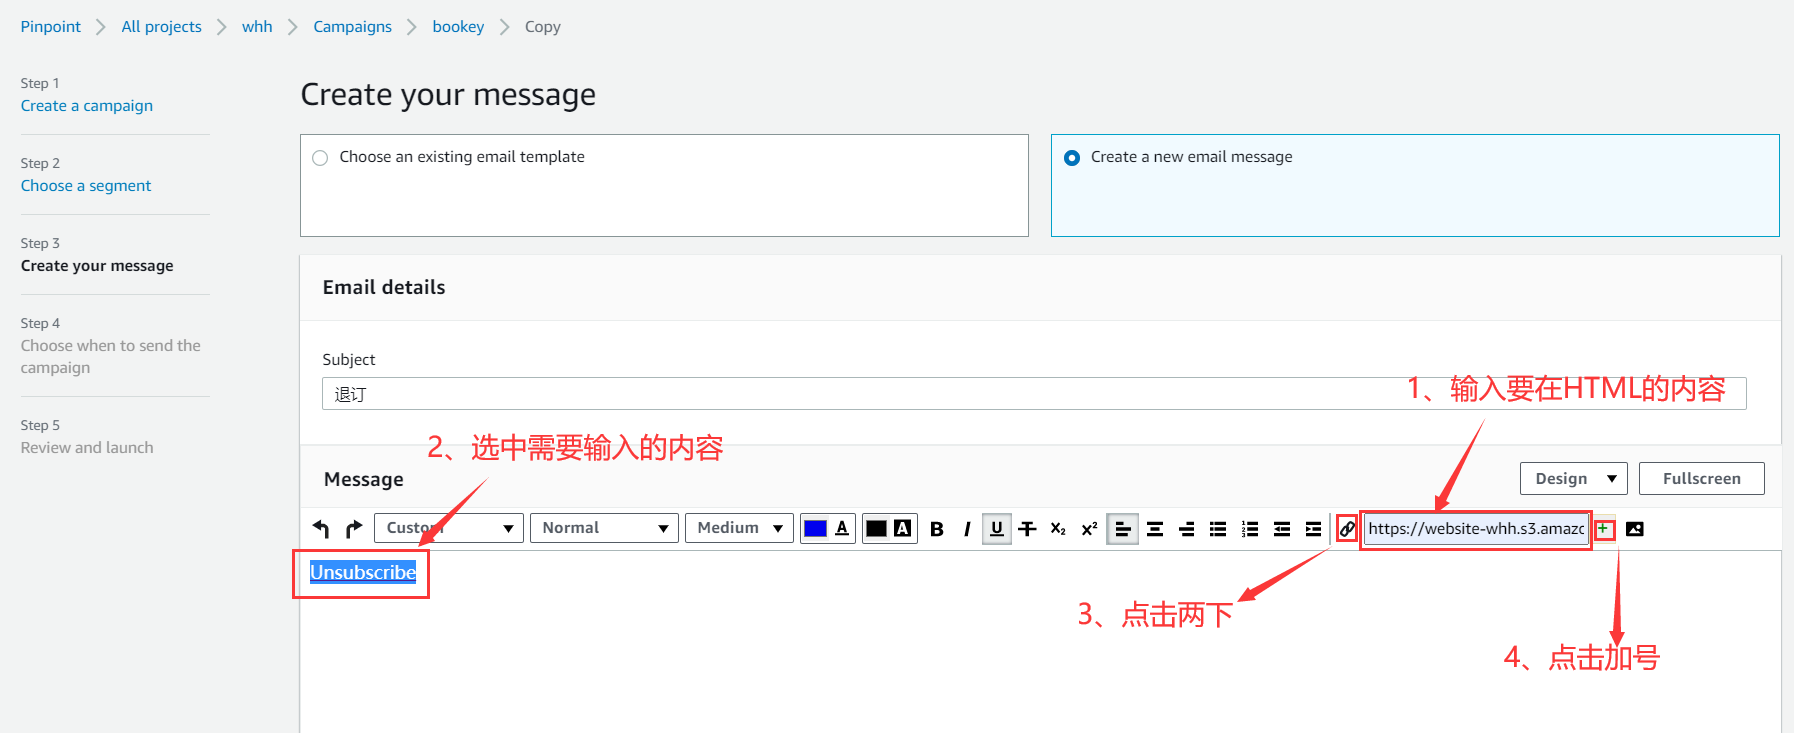 Pinpoint > All projects > whh > Campaigns > bookey > Copy
Step 1
Create a campaign
Step 2
Choose a segment
Step 3
Create your message
Step 4
Choose when to send the
campaign
Step 5
Review and launch
Create your message
Choose an existing email template
Create a new email message
Email details
Subject
退订
1、输入要在HTML的内容
2、选中需要输入的内容
Message
Design
Fullscreen
Normal
Medium
https://website-whh.s3.amazc
Unsubscribe
3、点击两下
4、点击加号